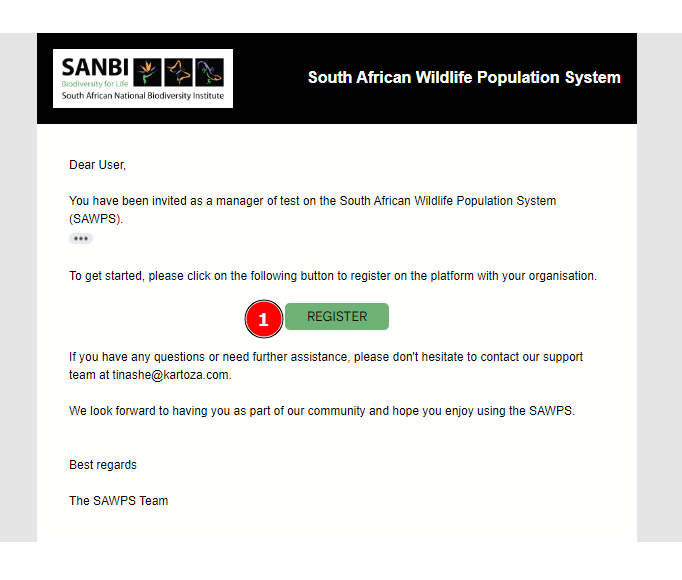 SANBI
Biodiversity for Life
South African National Biodiversity Institute
South African Wildlife Population System
Dear User,
You have been invited as a manager of test on the South African Wildlife Population System
(SAWPS).
To get started, please click on the following button to register on the platform with your organisation.
1
REGISTER
If you have any questions or need further assistance, please don't hesitate to contact our support
team at tinashe@kartoza.com.
We look forward to having you as part of our community and hope you enjoy using the SAWPS.
Best regards
The SAWPS Team